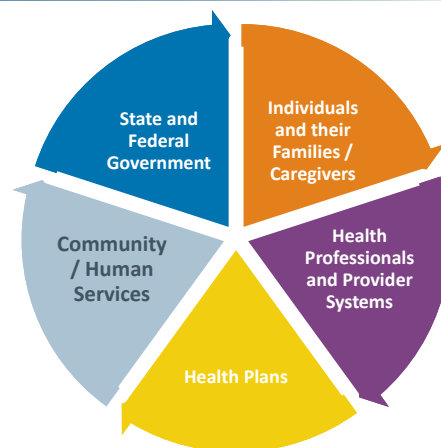 State and
Federal
Government
Individuals
and their
Families /
Caregivers
Health
Professionals
and Provider
Systems
Health Plans
Community
/ Human
Services